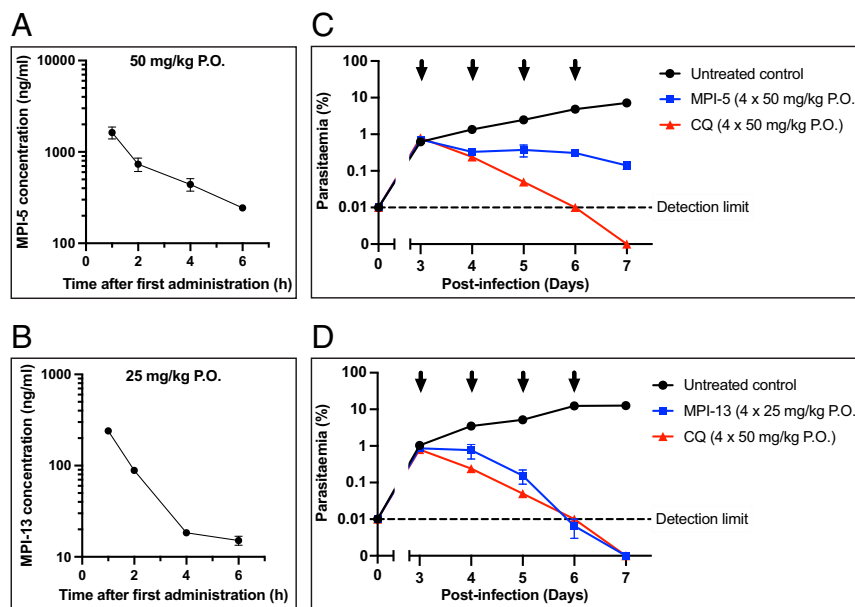 A
50 mg/kg P.O.
MPI-5 concentration (ng/ml)
10000
1000
100
0 2 4 6
Time after first administration (h)
C
Parasitaemia (%)
100
10
1
0.1
0.01
0
Detection limit
0 3 4 5 6 7
Post-infection (Days)
Untreated control
MPI-5 (4 x 50 mg/kg P.O.)
CQ (4 x 50 mg/kg P.O.)
B
25 mg/kg P.O.
MPI-13 concentration (ng/ml)
1000
100
10
0 2 4 6
Time after first administration (h)
D
Parasitaemia (%)
100
10
1
0.1
0.01
0
Detection limit
0 3 4 5 6 7
Post-infection (Days)
Untreated control
MPI-13 (4 x 25 mg/kg P.O.
CQ (4 x 50 mg/kg P.O.)